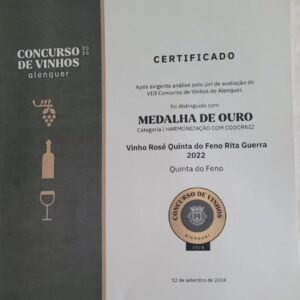 CONCURSO 2024
DE VINHOS
alenquer
CERTIFICADO
Após exigente análise pelo júri de avaliação do
VIII Concurso de Vinhos de Alenquer,
foi distinguido com
MEDALHA DE OURO
Categoria | HARMONIZAÇÃO COM CODORNIZ
Vinho Rosé Quinta do Feno Rita Guerra
2022
Quinta do Feno
CONCURSO DE VINHOS
alenquer
2024
12 de setembro de 2024